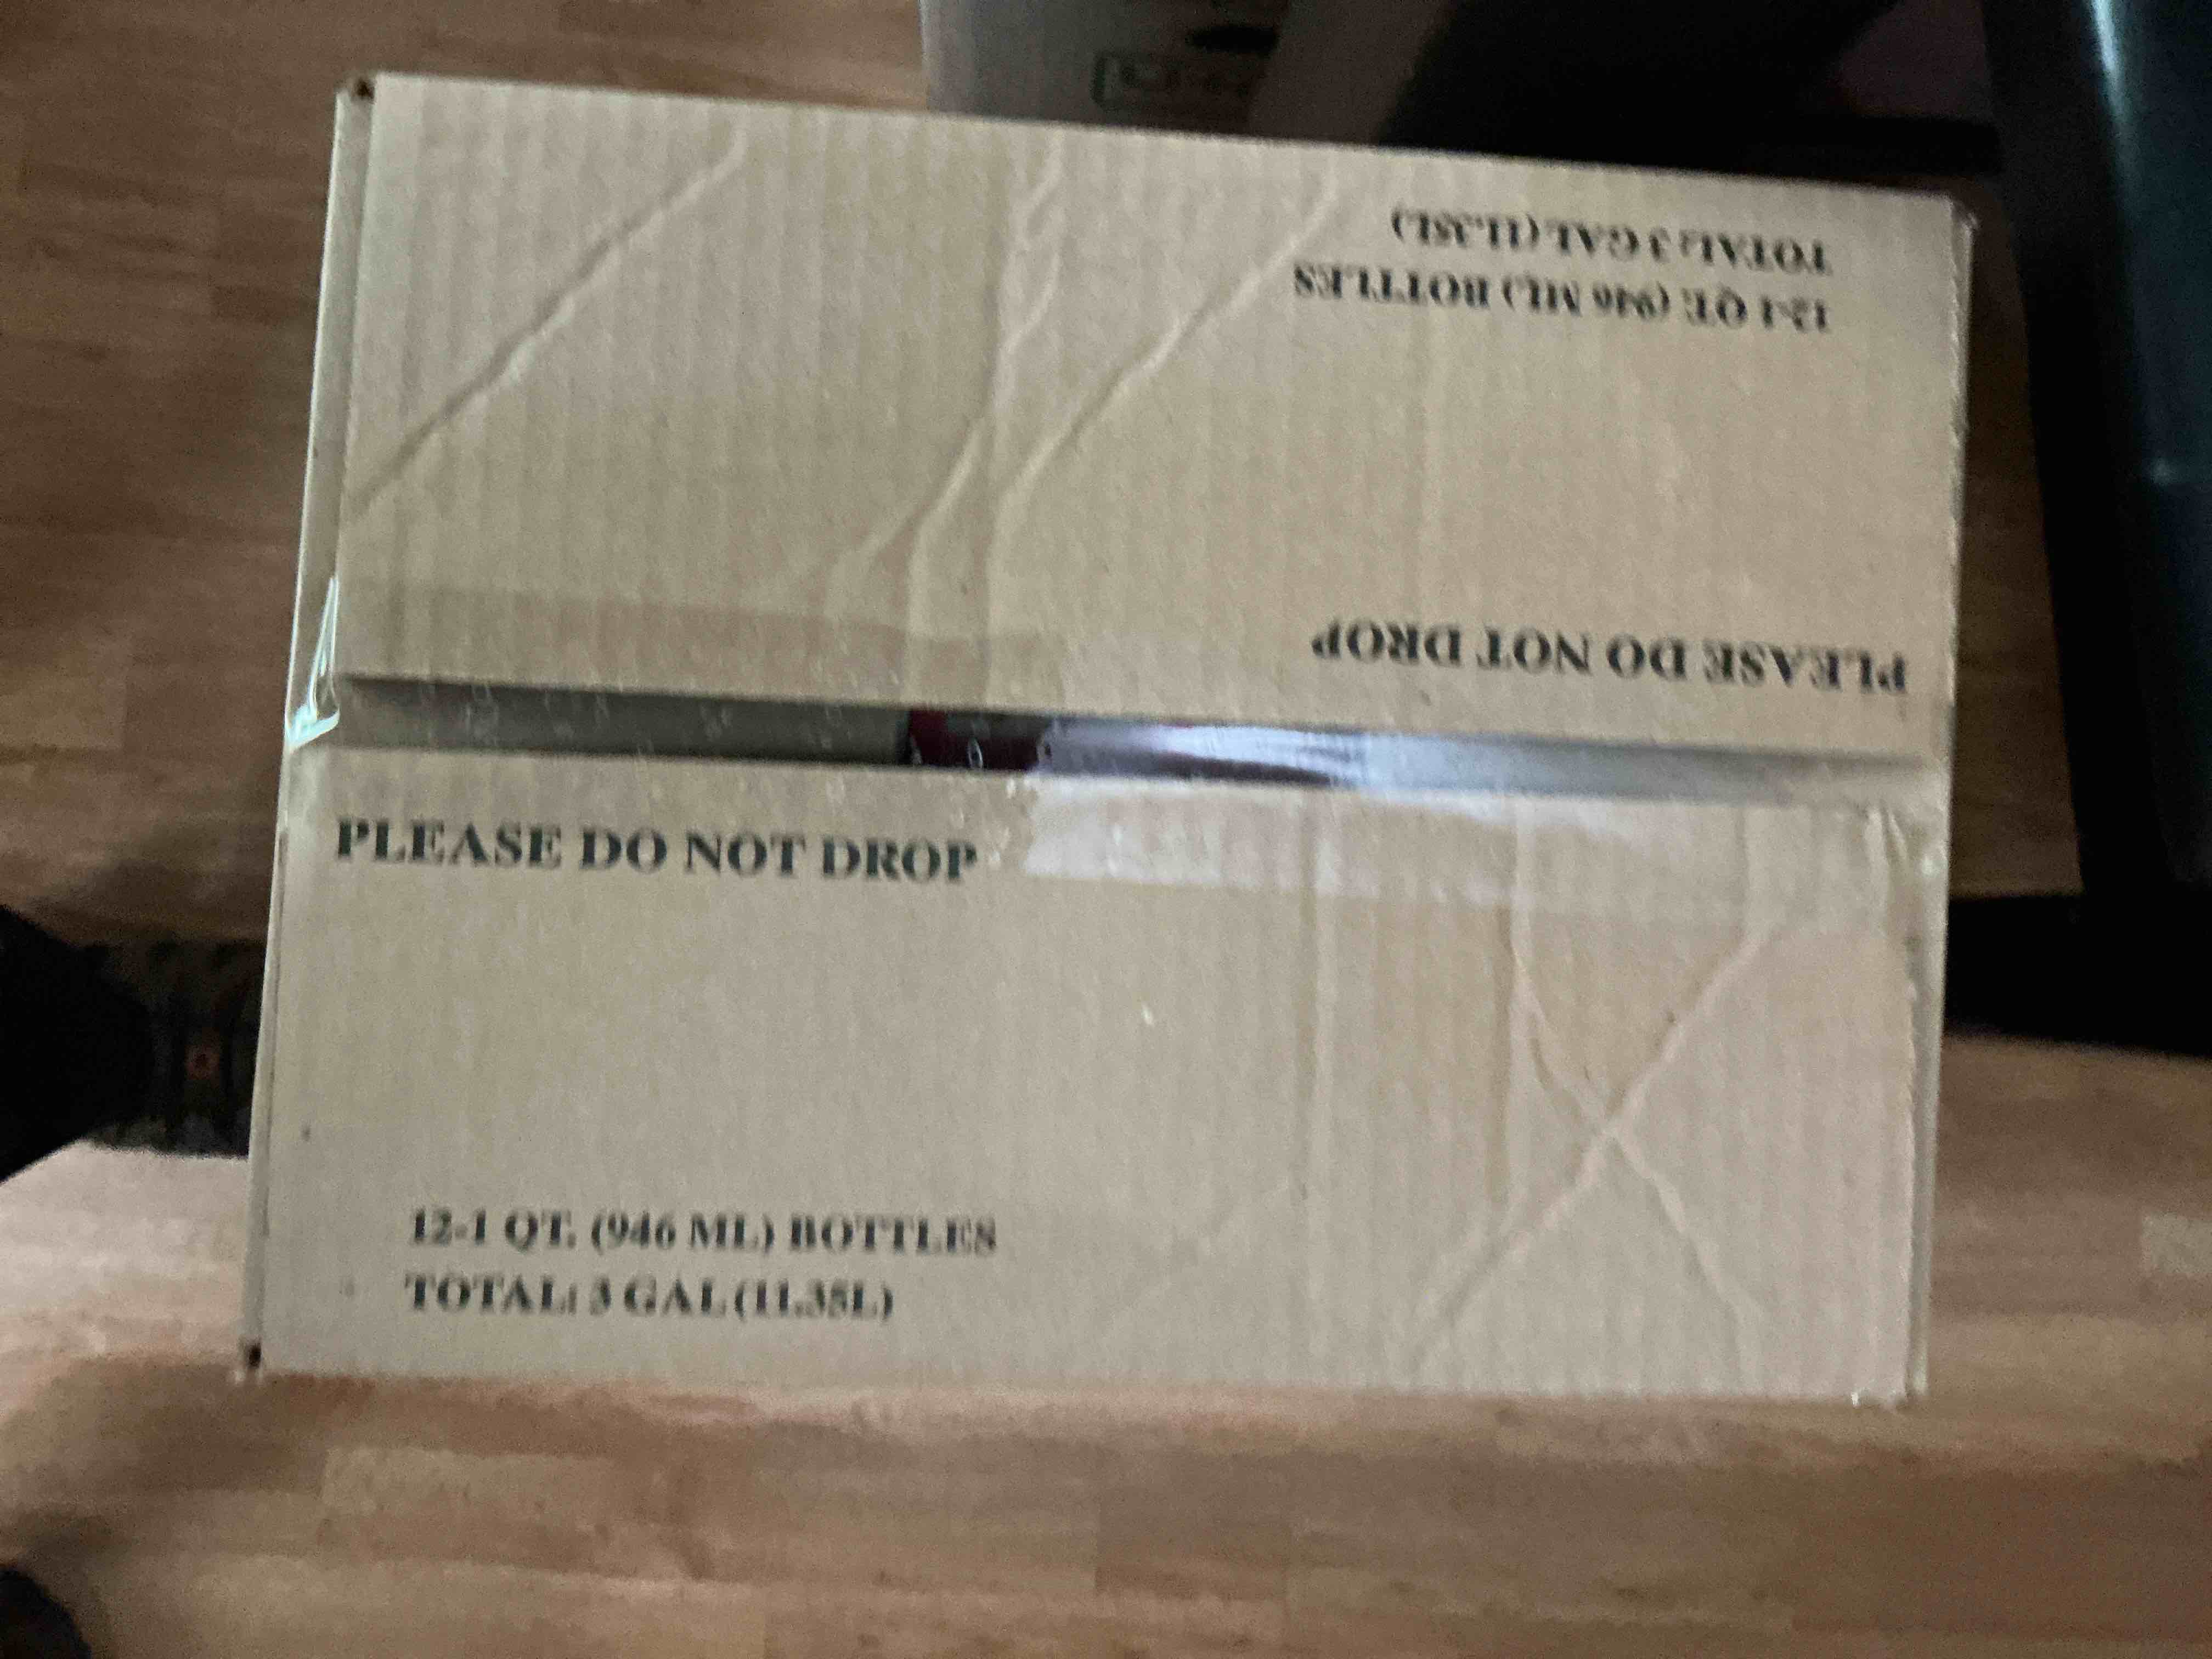 TOTAL: 3 GAL (11.35L)
12-1 QT. (946 ML) BOTTLES
PLEASE DO NOT DROP
PLEASE DO NOT DROP
12-1 QT. (946 ML) BOTTLES
TOTAL: 3 GAL (11.35L)